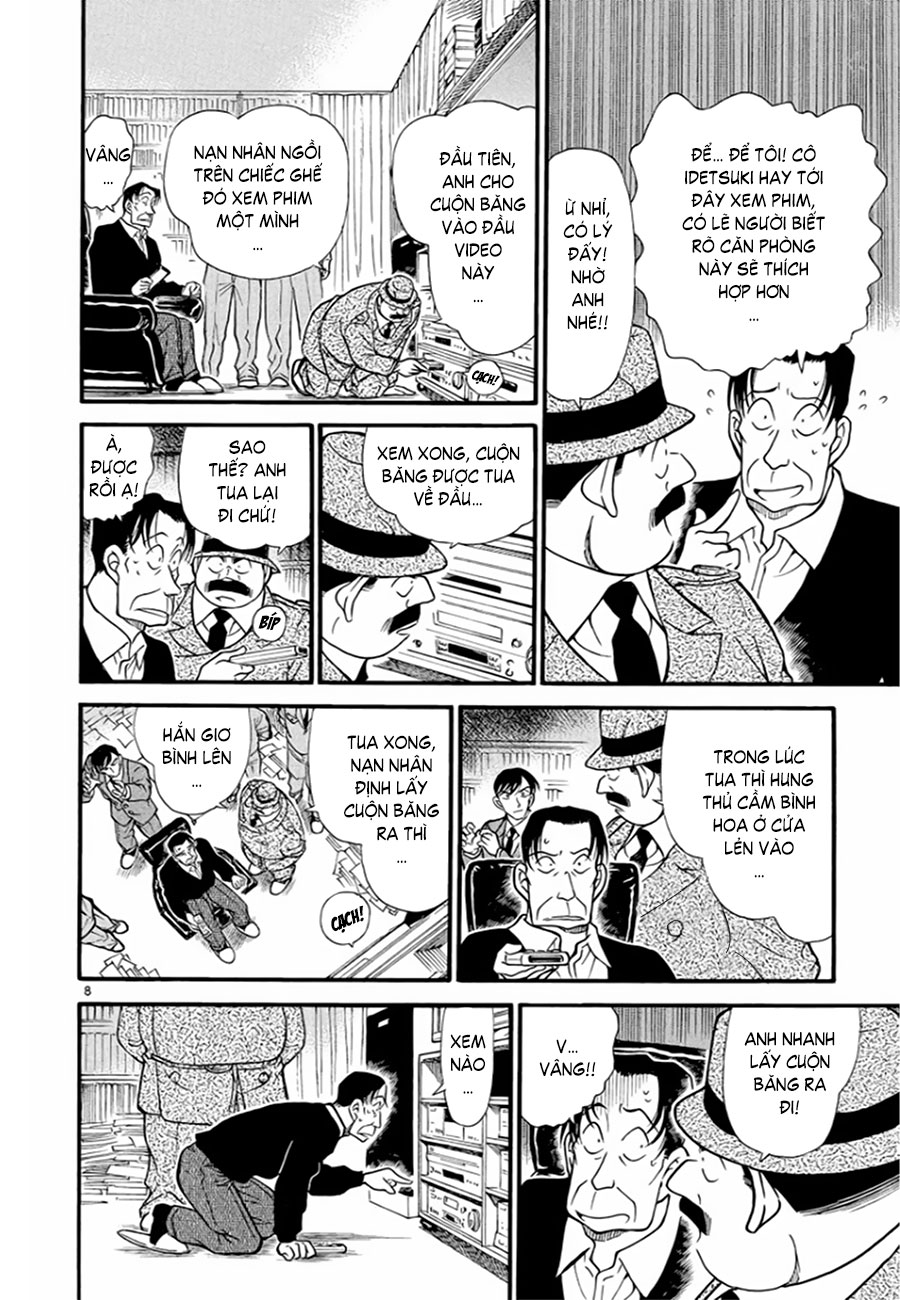 ĐỂ... ĐỂ TÔI! CÔ
IDETSUKI HAY TỚI
ĐÂY XEM PHIM,
CÓ LẼ NGƯỜI BIẾT
RÕ CĂN PHÒNG
NÀY SẼ THÍCH
HỢP HƠN
...
Ừ NHỈ,
CÓ LÝ
ĐẤY!
NHỜ
ANH
NHÉ!!
ĐẦU TIÊN,
ANH CHO
CUỘN BĂNG
VÀO ĐẦU
VIDEO
NÀY
...
CẠCH!
NẠN NHÂN NGỒI
TRÊN CHIẾC GHẾ
ĐÓ XEM PHIM
MỘT MÌNH
...
VÂNG
...
XEM XONG, CUỘN
BĂNG ĐƯỢC TUA
VỀ ĐẦU...
SAO
THẾ? ANH
TUA LẠI
ĐI CHỨ!
BÍP
À,
ĐƯỢC
RỒI Ạ!
TRONG LÚC
TUA THÌ HUNG
THỦ CẦM BÌNH
HOA Ở CỬA
LẺN VÀO
...
TUA XONG,
NẠN NHÂN
ĐỊNH LẤY
CUỘN BĂNG
RA THÌ
...
CẠCH!
HẮN GIƠ
BÌNH LÊN
...
8
ANH NHANH
LẤY CUỘN
BĂNG RA
ĐI!
V...
VÂNG!!
XEM
NÀO
...